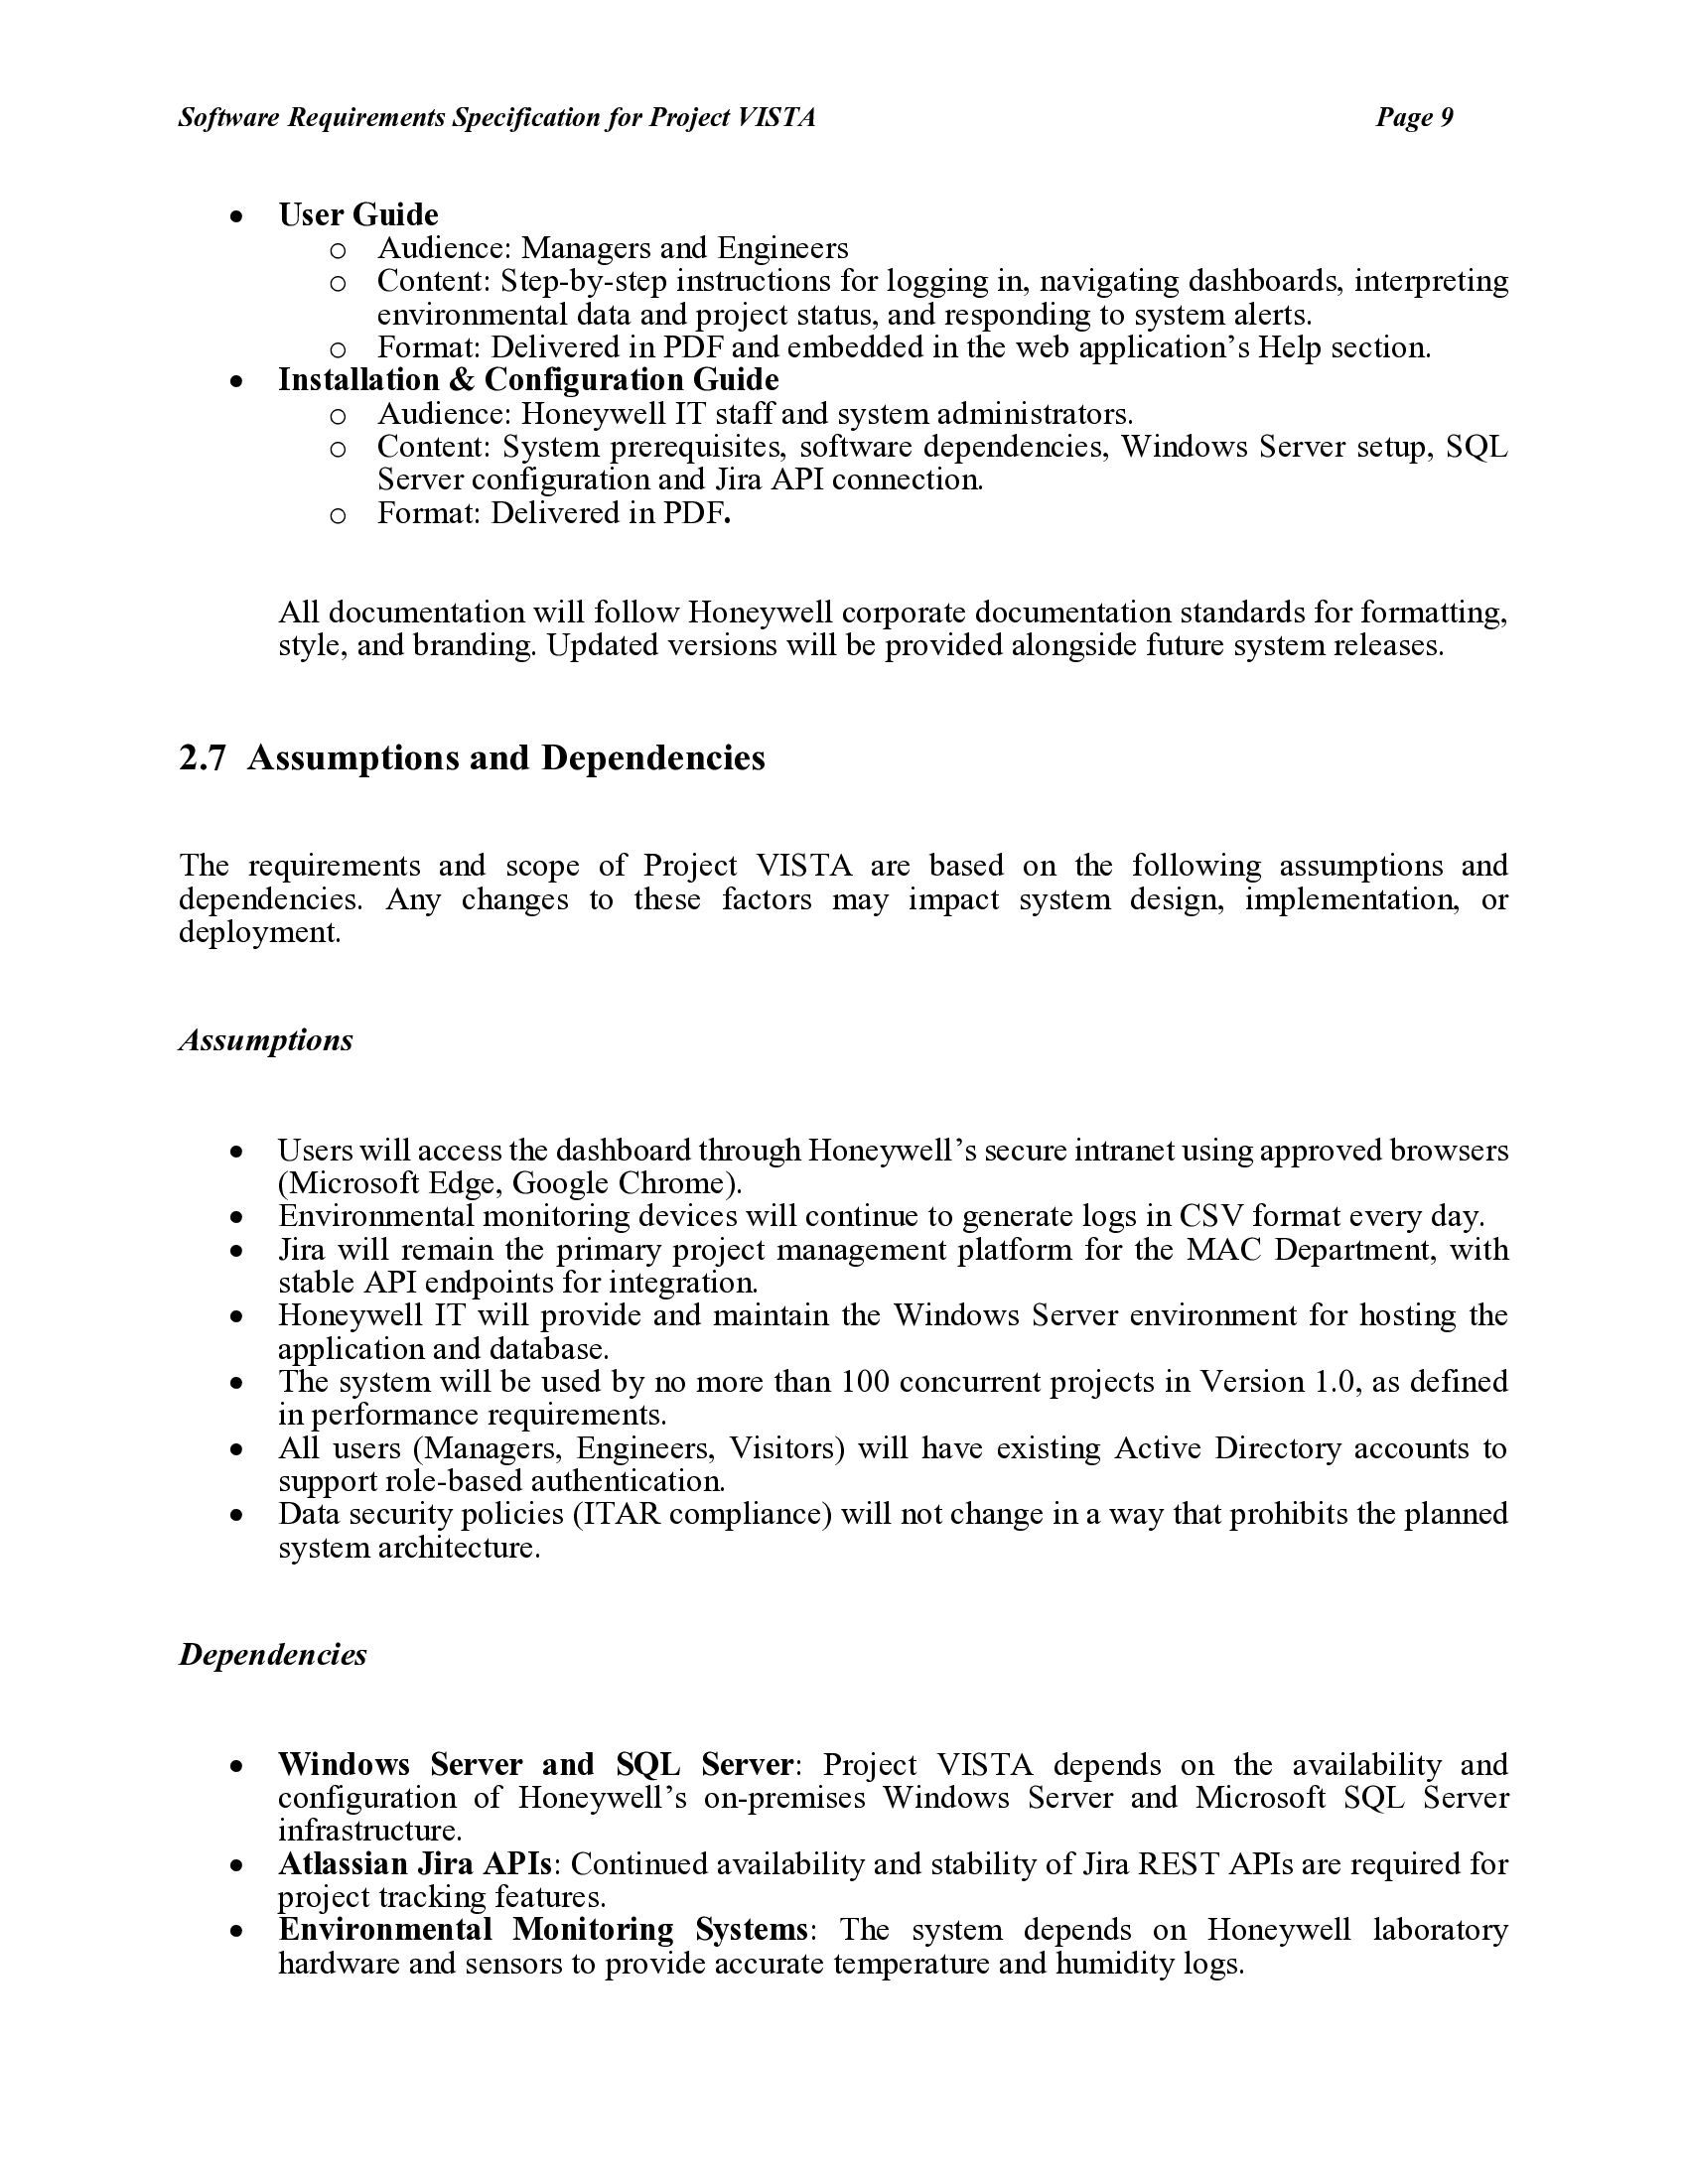 Software Requirements Specification for Project VISTA Page 9
• User Guide
o Audience: Managers and Engineers
o Content: Step-by-step instructions for logging in, navigating dashboards, interpreting
environmental data and project status, and responding to system alerts.
o Format: Delivered in PDF and embedded in the web application’s Help section.
• Installation & Configuration Guide
o Audience: Honeywell IT staff and system administrators.
o Content: System prerequisites, software dependencies, Windows Server setup, SQL
Server configuration and Jira API connection.
o Format: Delivered in PDF.
All documentation will follow Honeywell corporate documentation standards for formatting,
style, and branding. Updated versions will be provided alongside future system releases.
2.7 Assumptions and Dependencies
The requirements and scope of Project VISTA are based on the following assumptions and
dependencies. Any changes to these factors may impact system design, implementation, or
deployment.
Assumptions
• Users will access the dashboard through Honeywell’s secure intranet using approved browsers
(Microsoft Edge, Google Chrome).
• Environmental monitoring devices will continue to generate logs in CSV format every day.
• Jira will remain the primary project management platform for the MAC Department, with
stable API endpoints for integration.
• Honeywell IT will provide and maintain the Windows Server environment for hosting the
application and database.
• The system will be used by no more than 100 concurrent projects in Version 1.0, as defined
in performance requirements.
• All users (Managers, Engineers, Visitors) will have existing Active Directory accounts to
support role-based authentication.
• Data security policies (ITAR compliance) will not change in a way that prohibits the planned
system architecture.
Dependencies
• Windows Server and SQL Server: Project VISTA depends on the availability and
configuration of Honeywell’s on-premises Windows Server and Microsoft SQL Server
infrastructure.
• Atlassian Jira APIs: Continued availability and stability of Jira REST APIs are required for
project tracking features.
• Environmental Monitoring Systems: The system depends on Honeywell laboratory
hardware and sensors to provide accurate temperature and humidity logs.